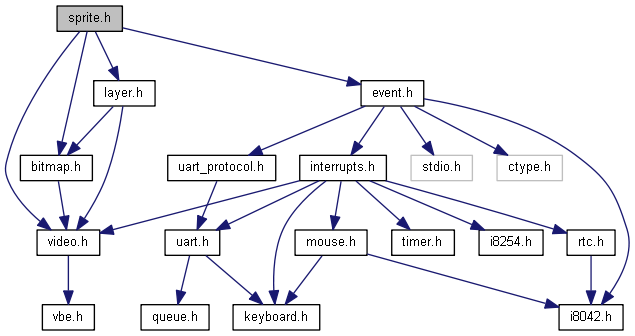 sprite.h
layer.h
event.h
bitmap.h
uart_protocol.h
interrupts.h
stdio.h
ctype.h
video.h
uart.h
mouse.h
timer.h
i8254.h
rtc.h
vbe.h
queue.h
keyboard.h
i8042.h